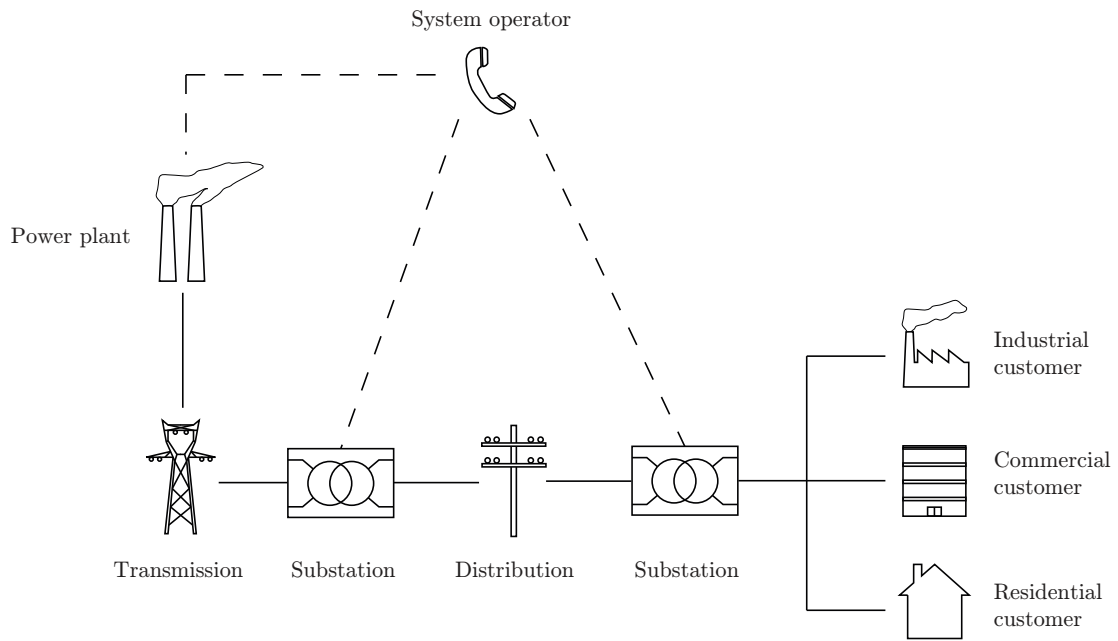 System operator
Power plant
Industrial
customer
Commercial
customer
Transmission
Substation
Distribution
Substation
Residential
customer